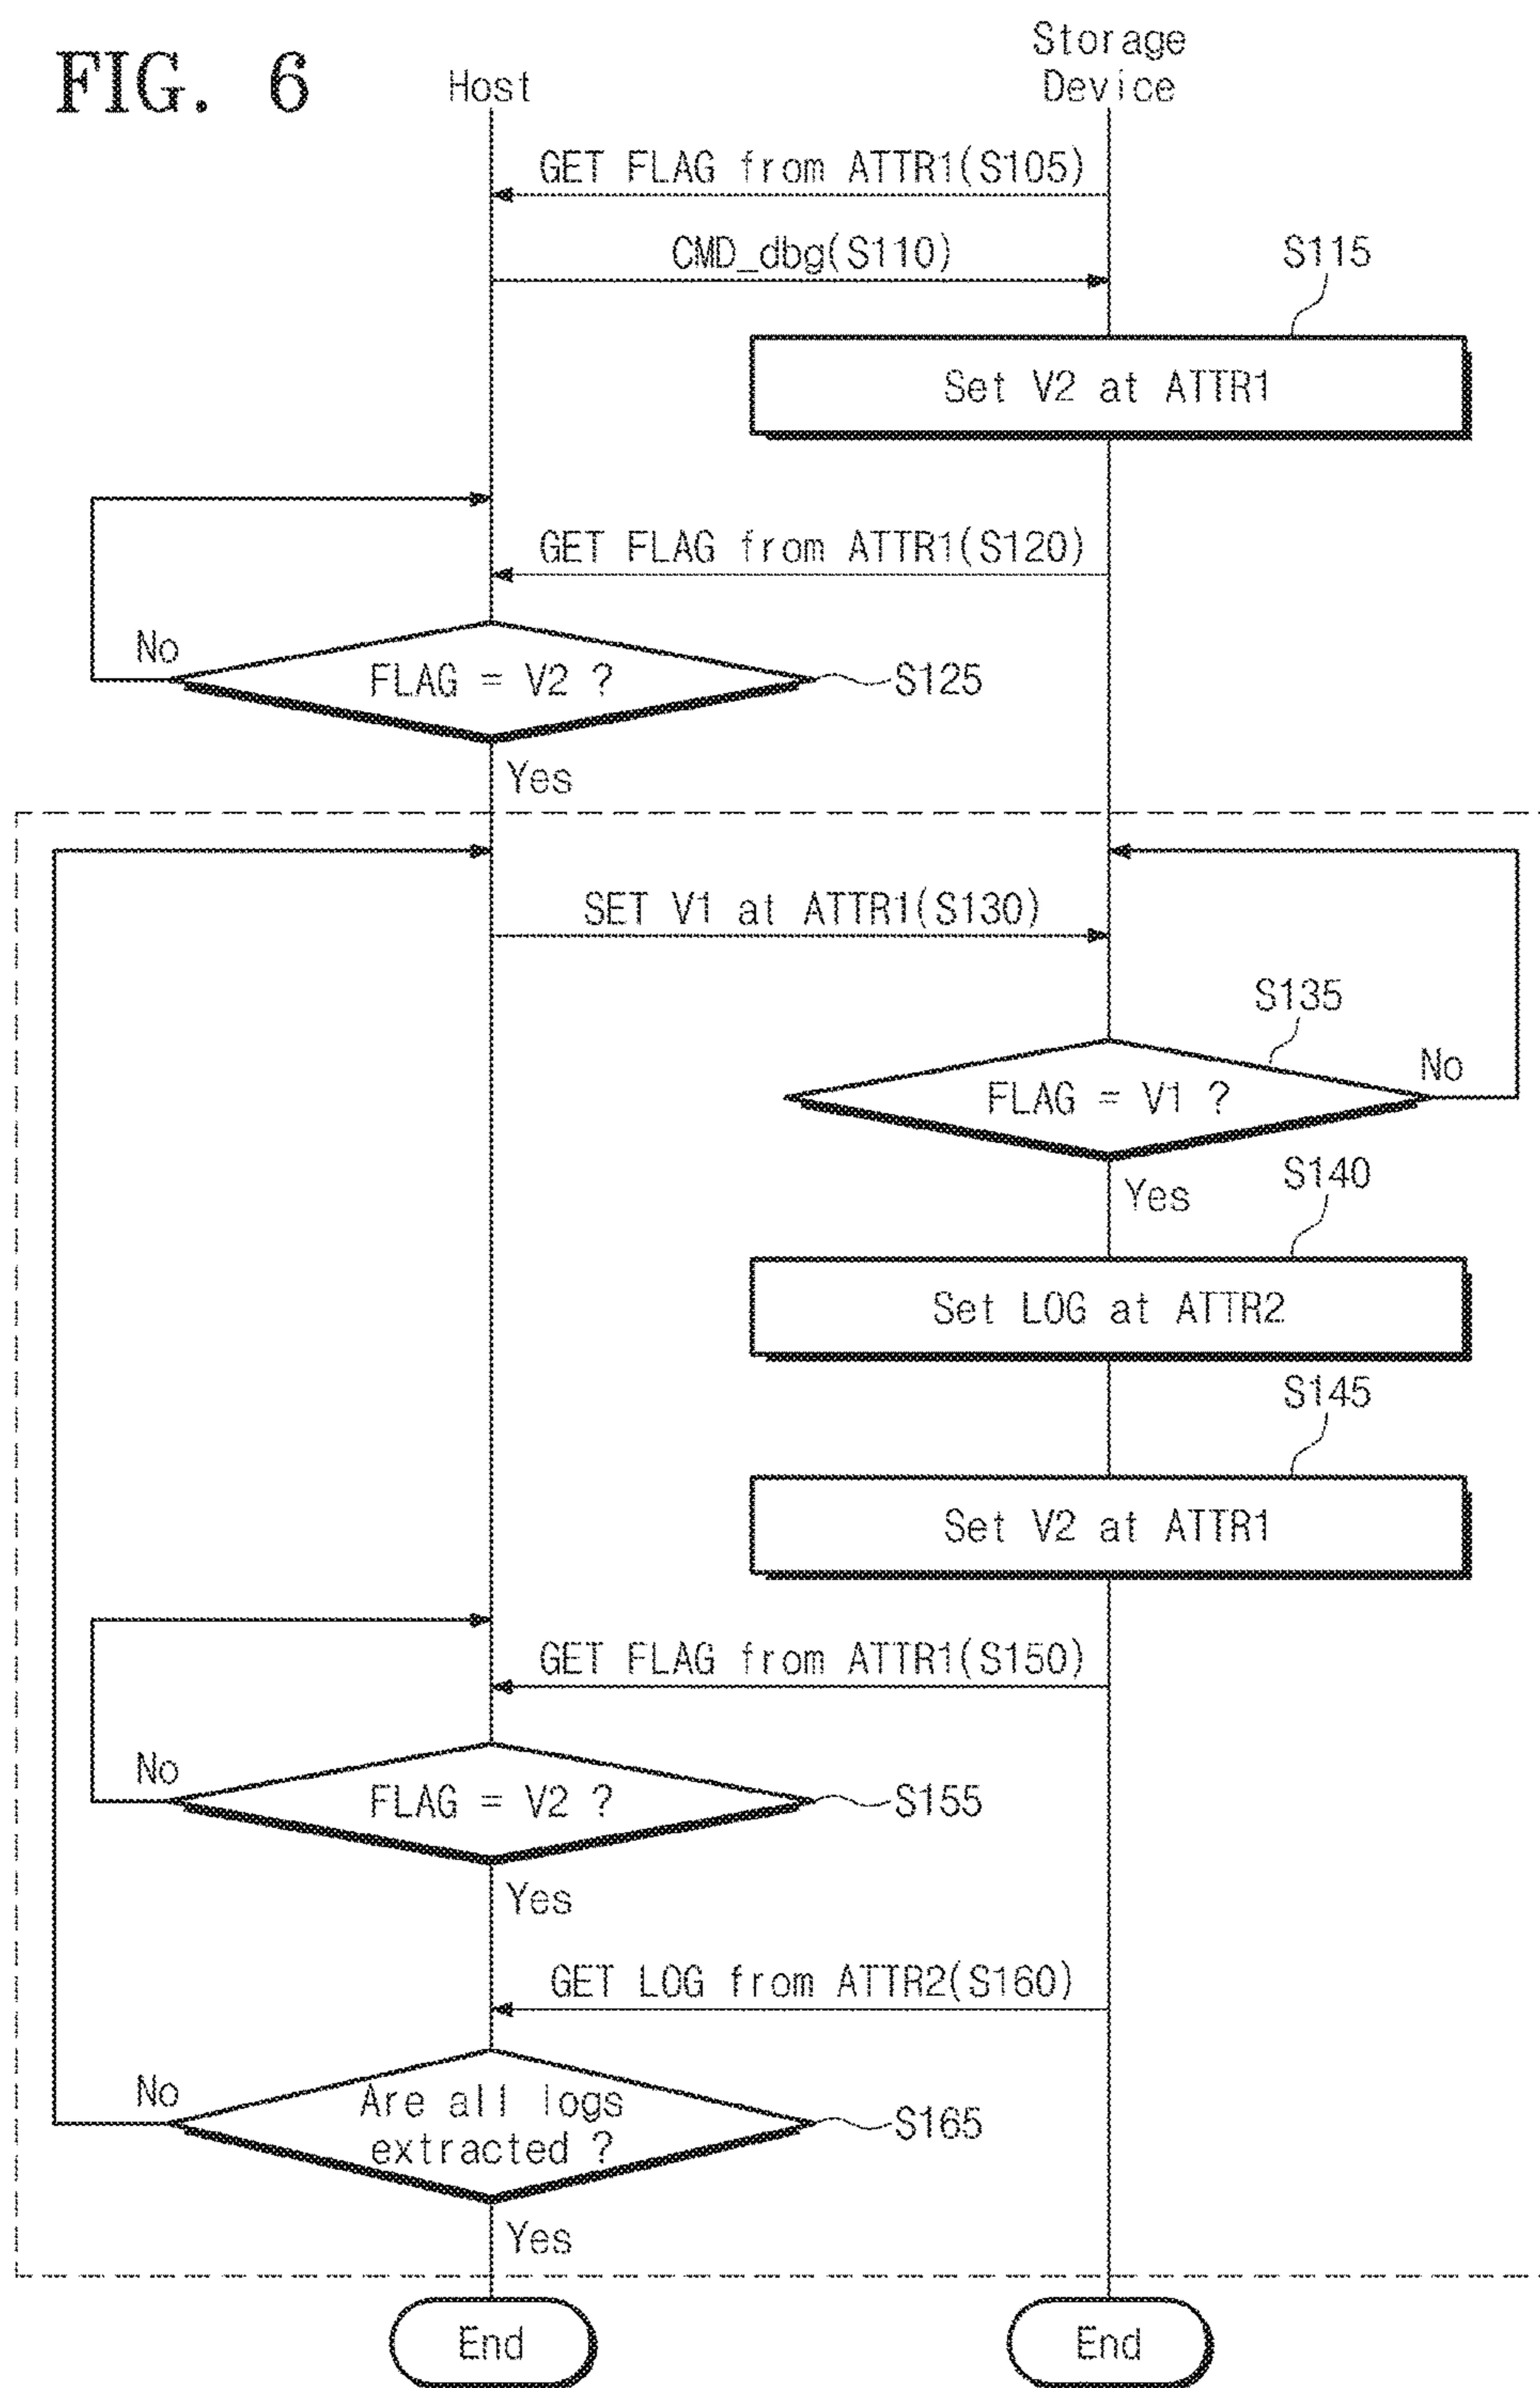 FIG. 6
Host
Storage
Device
GET FLAG from ATTR1(S105)
CMD_dbg(S110)
S115
Set V2 at ATTR1
GET FLAG from ATTR1(S120)
No
FLAG = V2 ?
S125
Yes
SET V1 at ATTR1(S130)
S135
No
FLAG = V1 ?
Yes
S140
Set LOG at ATTR2
S145
Set V2 at ATTR1
GET FLAG from ATTR1(S150)
No
FLAG = V2 ?
S155
Yes
GET LOG from ATTR2(S160)
No
Are all logs
extracted ?
S165
Yes
End
End